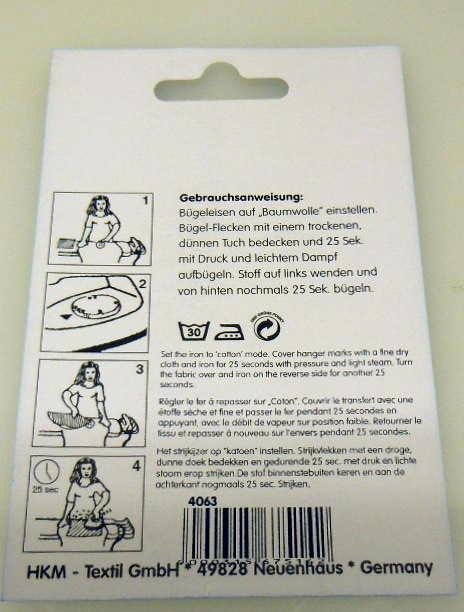 1
2
3
4
25 sec
Gebrauchsanweisung:
Bügeleisen auf „Baumwolle" einstellen.
Bügel-Flecken mit einem trockenen,
dünnen Tuch bedecken und 25 Sek.
mit Druck und leichtem Dampf
aufbügeln. Stoff auf links wenden und
von hinten nochmals 25 Sek. bügeln.
30
Set the iron to 'cotton' mode. Cover hanger marks with a fine dry
cloth and iron for 25 seconds with pressure and light steam. Turn
the fabric over and iron on the reverse side for another 25
seconds.
Régler le fer à repasser sur „Coton". Couvrir le transfert avec une
étoffe sèche et fine et passer le fer pendant 25 secondes en
appuyant, avec le débit de vapeur sur position faible. Retourner le
tissu et repasser à nouveau sur l'envers pendant 25 secondes.
Het strijkijzer op "katoen" instellen. Strijkvlekken met een droge,
dunne doek bedekken en gedurende 25 sec. met druk en lichte
stoom erop strijken. De stof binnenstebuiten keren en aan de
achterkant nogmaals 25 sec. Strijken.
4063
HKM - Textil GmbH * 49828 Neuenhaus * Germany